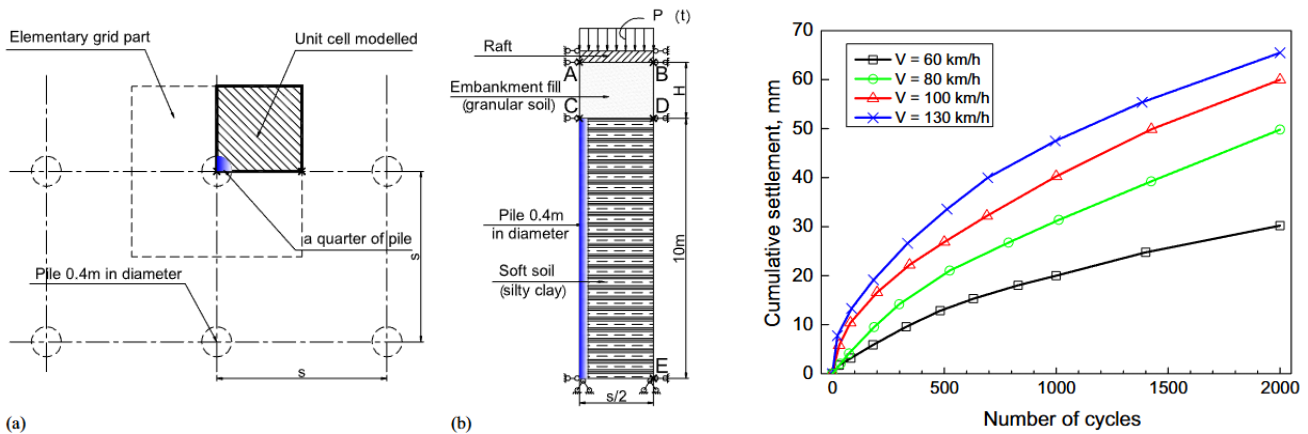 Elementary grid part
Unit cell modelled
a quarter of pile
Pile 0.4m in diameter
s
s
(a)
P (t)
Raft
A
B
H
Embankment fill
(granular soil)
C
D
Pile 0.4m
in diameter
10m
Soft soil
(silty clay)
E
s/2
(b)
Cumulative settlement, mm
70
60
50
40
30
20
10
0
V = 60 km/h
V = 80 km/h
V = 100 km/h
V = 130 km/h
0
500
1000
1500
2000
Number of cycles